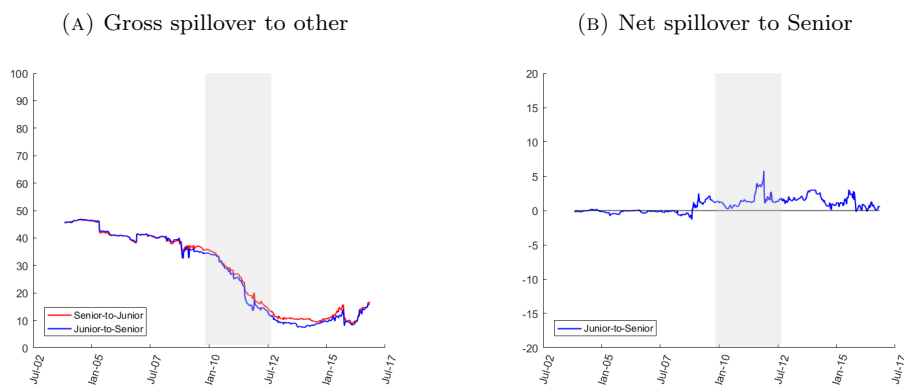 (A) Gross spillover to other
100
90
80
70
60
50
40
30
20
10
0
Senior-to-Junior
Junior-to-Senior
Jul-02
Jan-05
Jul-07
Jan-10
Jul-12
Jan-15
Jul-17
(B) Net spillover to Senior
20
15
10
5
0
-5
-10
-15
-20
Junior-to-Senior
Jul-02
Jan-05
Jul-07
Jan-10
Jul-12
Jan-15
Jul-17